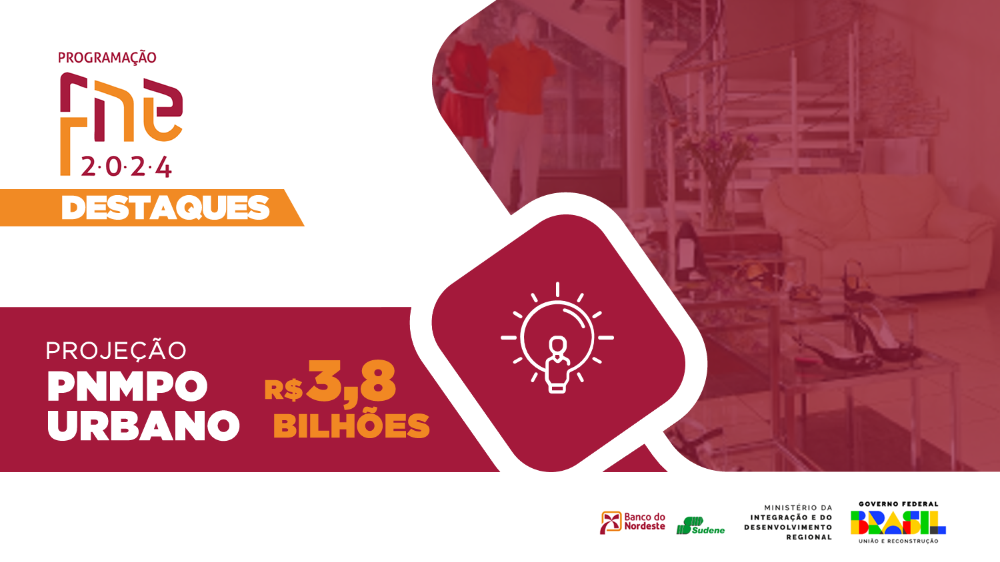 PROGRAMAÇÃO
FNE
2·0·2·4
DESTAQUES
PROJEÇÃO
PNMPO
URBANO
R$ 3,8
BILHÕES
Banco do
Nordeste
Sudene
MINISTÉRIO DA
INTEGRAÇÃO E DO
DESENVOLVIMENTO
REGIONAL
GOVERNO FEDERAL
BRASIL
UNIÃO E RECONSTRUÇÃO